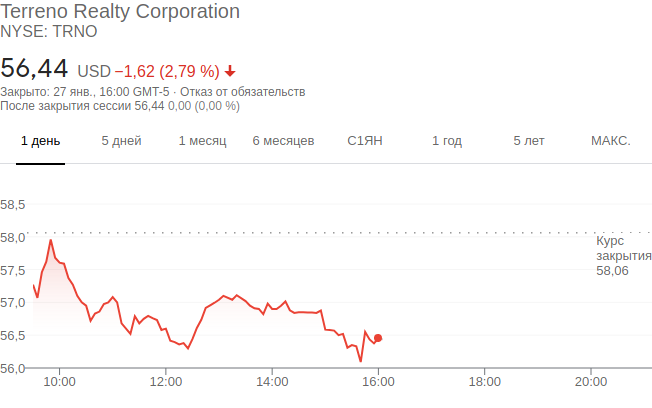 Terreno Realty Corporation
NYSE: TRNO
56,44 USD −1,62 (2,79 %)
Закрыто: 27 янв., 16:00 GMT-5 · Отказ от обязательств
После закрытия сессии 56,44 0,00 (0,00 %)
1 день 5 дней 1 месяц 6 месяцев С1ЯН 1 год 5 лет МАКС.
58,5
58,0
Курс
закрытия
58,06
57,5
57,0
56,5
56,0
10:00 12:00 14:00 16:00 18:00 20:00